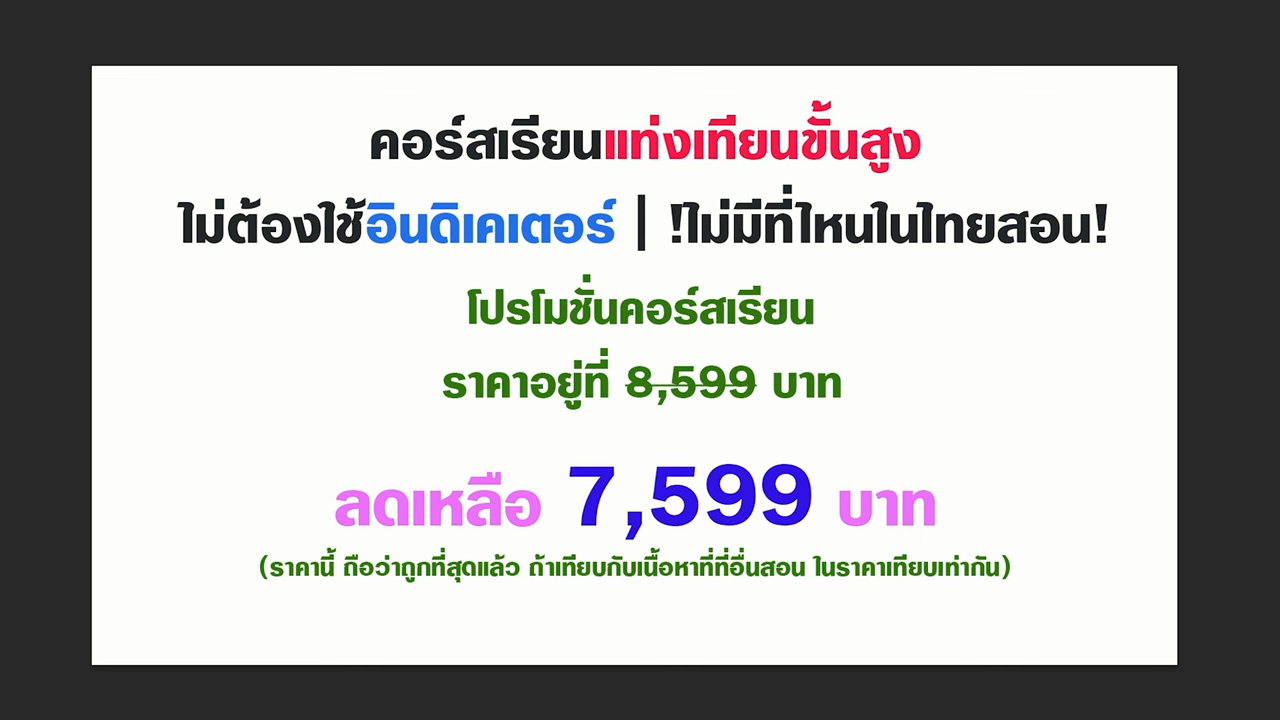 คอร์สเรียนแท่งเทียนขั้นสูง
ไม่ต้องใช้อินดิเคเตอร์ | !ไม่มีที่ไหนในไทยสอน!
โปรโมชั่นคอร์สเรียน
ราคาอยู่ที่ 8,599 บาท
ลดเหลือ 7,599 บาท
(ราคานี้ ถือว่าถูกที่สุดแล้ว ถ้าเทียบกับเนื้อหาที่ที่อื่นสอน ในราคาเทียบเท่ากัน)